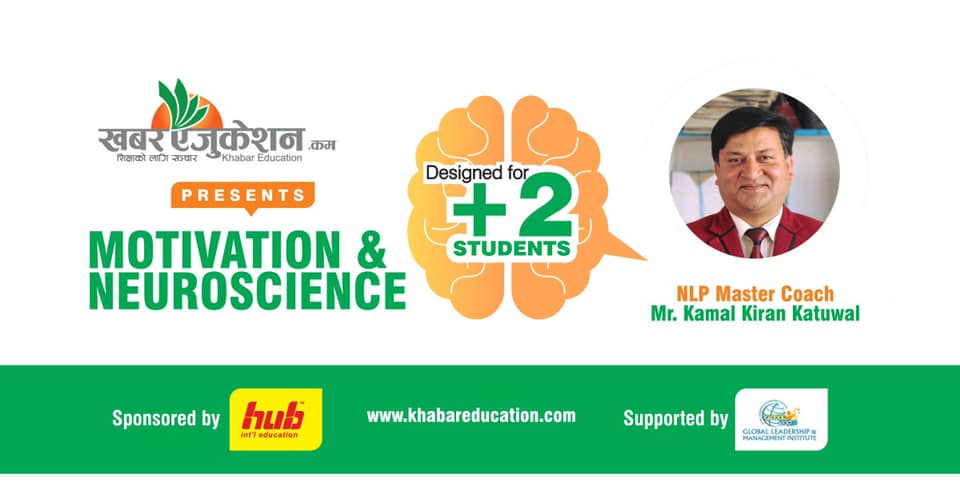 खबर एजुकेशन.कम
शिक्षाको लागि सञ्चार Khabar Education
PRESENTS
MOTIVATION &
NEUROSCIENCE
Designed for
+2
STUDENTS
NLP Master Coach
Mr. Kamal Kiran Katuwal
Sponsored by
hub™
int'l education
www.khabareducation.com
Supported by
GLOBAL LEADERSHIP &
MANAGEMENT INSTITUTE